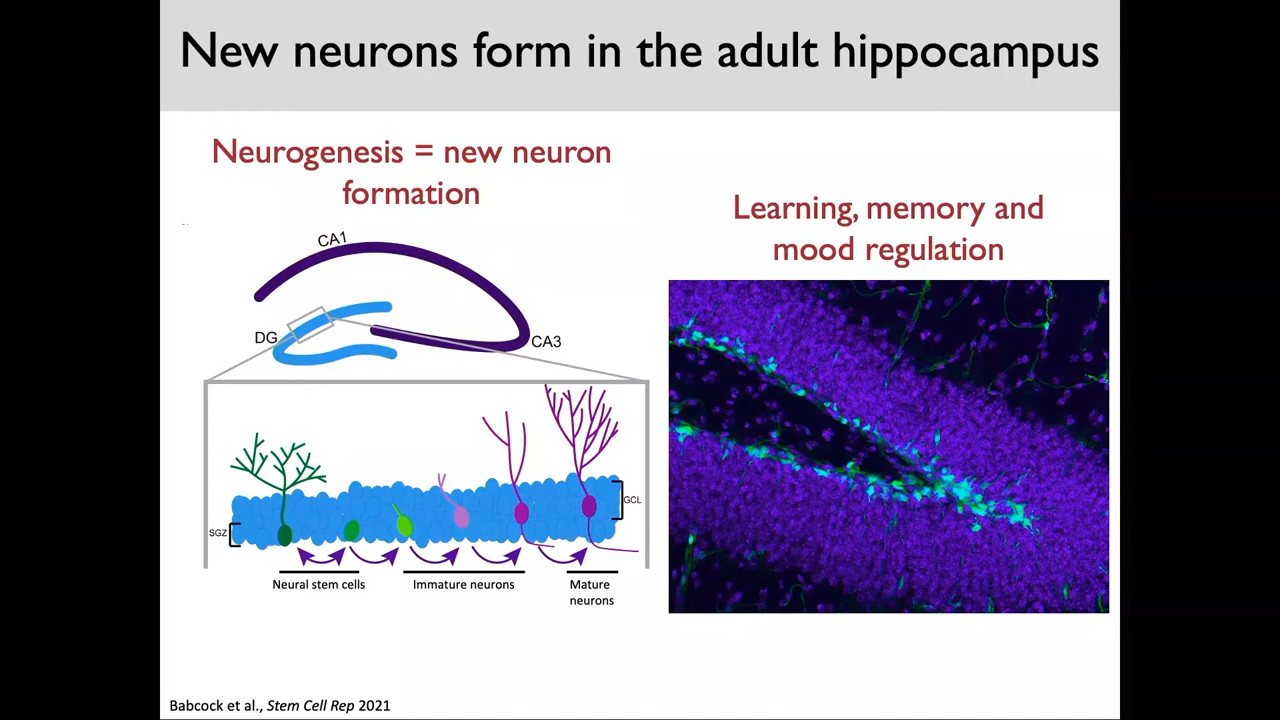 New neurons form in the adult hippocampus
Neurogenesis = new neuron
formation
Learning, memory and
mood regulation
CA1
DG
CA3
SGZ
GCL
Neural stem cells
Immature neurons
Mature
neurons
Babcock et al., Stem Cell Rep 2021